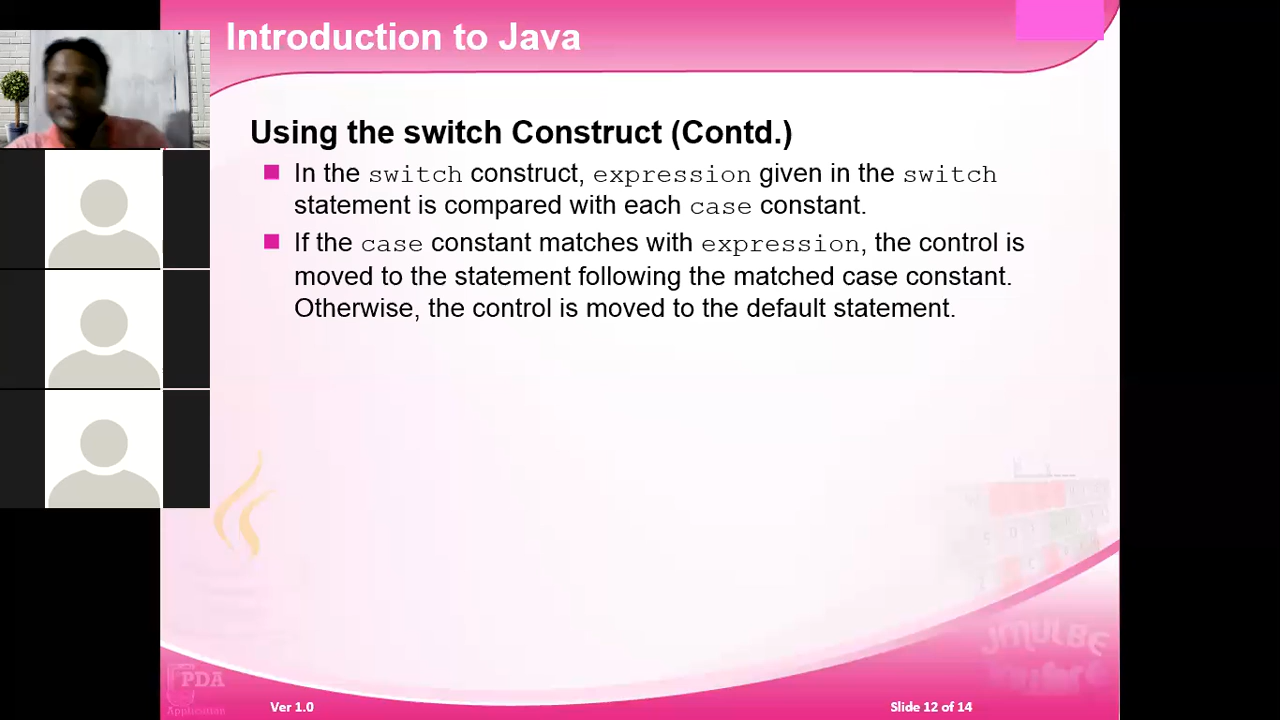 Introduction to Java
Using the switch Construct (Contd.)
In the switch construct, expression given in the switch
statement is compared with each case constant.
If the case constant matches with expression, the control is
moved to the statement following the matched case constant.
Otherwise, the control is moved to the default statement.
JMULBE
PDA
Application
Ver 1.0
Slide 12 of 14